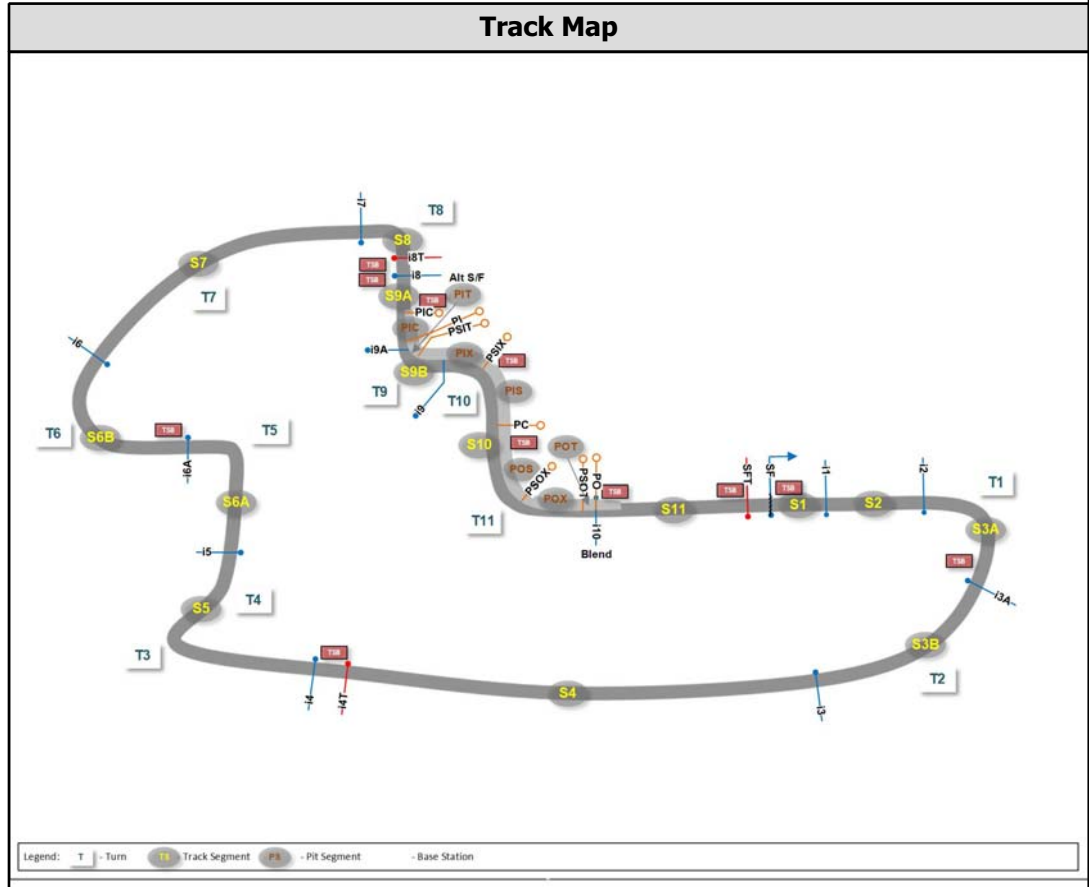 Track Map
i7
T8
S8
i8T
TSB
i8
Alt S/F
TSB
S9A
TSB
PIT
S7
T7
PIC
PI
PIC
PSIT
i6
i9A
PIX
PSIX
TSB
S9B
T9
T10
PIS
i9
T6
S6B
TSB
i6A
T5
PC
S10
TSB
POT
POS
PSOX
POX
PSOT
PO
TSB
T11
i10
Blend
S11
TSB
SFT
SF
TSB
S1
i1
S2
i2
T1
S3A
S6A
i5
TSB
i3A
S5
T4
T3
TSB
i4
i4T
S4
S3B
T2
i3
Legend:
T
- Turn
TS
- Track Segment
PS
- Pit Segment
- Base Station